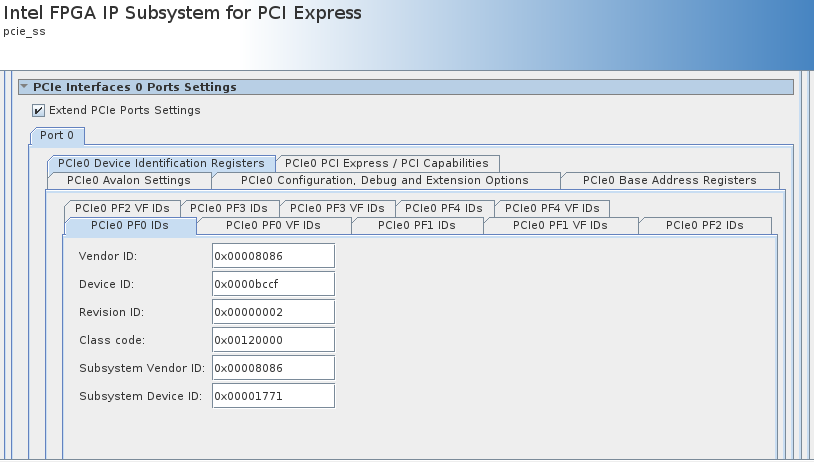 Intel FPGA IP Subsystem for PCI Express
pcie_ss
PCIe Interfaces 0 Ports Settings
Extend PCIe Ports Settings
Port 0
PCIe0 Device Identification Registers
PCIe0 PCI Express / PCI Capabilities
PCIe0 Avalon Settings
PCIe0 Configuration, Debug and Extension Options
PCIe0 Base Address Registers
PCIe0 PF2 VF IDs
PCIe0 PF3 IDs
PCIe0 PF3 VF IDs
PCIe0 PF4 IDs
PCIe0 PF4 VF IDs
PCIe0 PF0 IDs
PCIe0 PF0 VF IDs
PCIe0 PF1 IDs
PCIe0 PF1 VF IDs
PCIe0 PF2 IDs
Vendor ID: 0x00008086
Device ID: 0x0000bccf
Revision ID: 0x00000002
Class code: 0x00120000
Subsystem Vendor ID: 0x00008086
Subsystem Device ID: 0x00001771